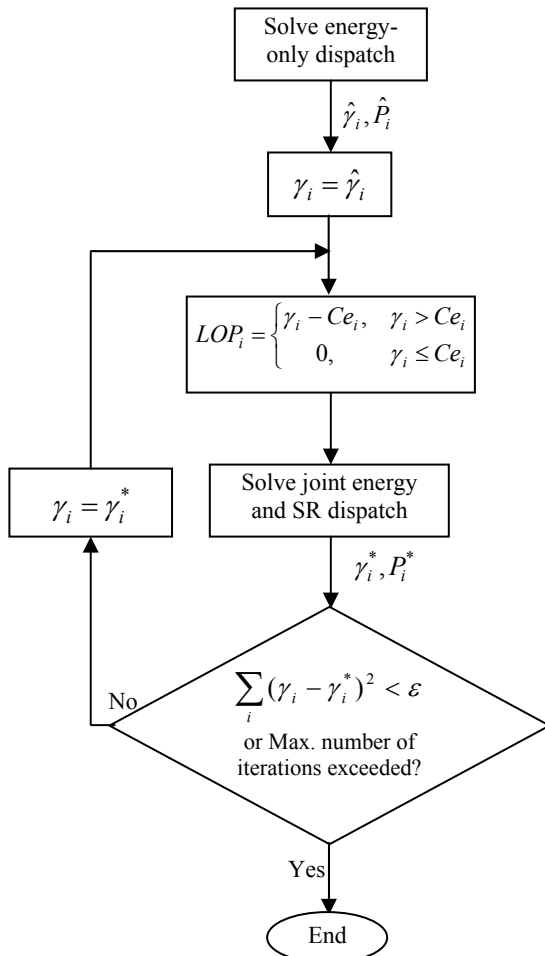 Solve energy-
only dispatch
γ̂ᵢ, P̂ᵢ
γᵢ = γ̂ᵢ
LOPᵢ = { γᵢ − Ceᵢ, γᵢ > Ceᵢ
0, γᵢ ≤ Ceᵢ
Solve joint energy
and SR dispatch
γᵢ = γᵢ*
γᵢ*, Pᵢ*
∑ᵢ (γᵢ − γᵢ*)² < ε
No
or Max. number of
iterations exceeded?
Yes
End